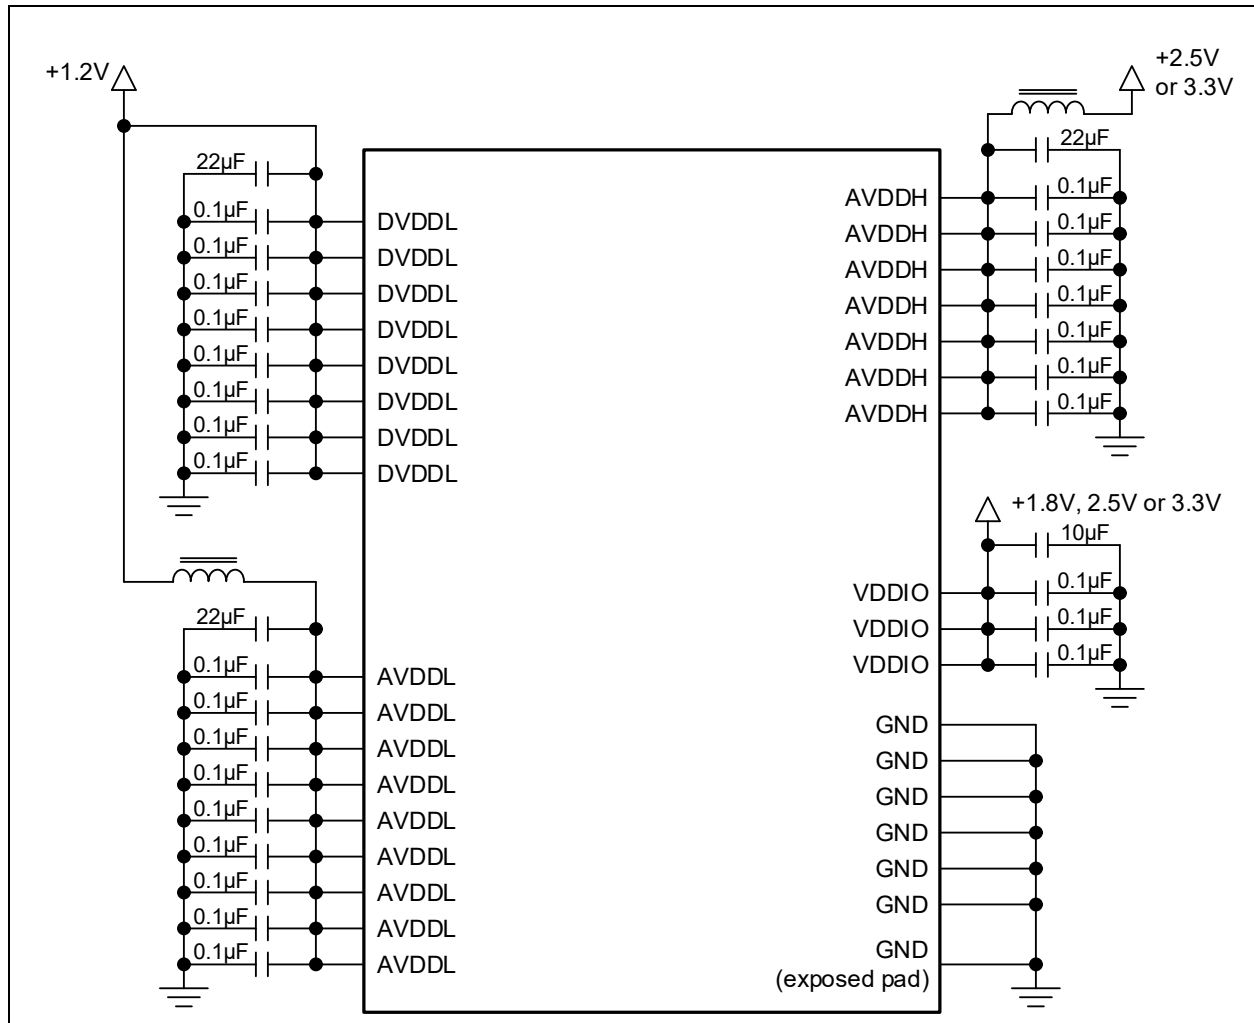 +1.2V
22µF
0.1µF
DVDDL
0.1µF
DVDDL
0.1µF
DVDDL
0.1µF
DVDDL
0.1µF
DVDDL
0.1µF
DVDDL
0.1µF
DVDDL
0.1µF
DVDDL
22µF
0.1µF
AVDDL
0.1µF
AVDDL
0.1µF
AVDDL
0.1µF
AVDDL
0.1µF
AVDDL
0.1µF
AVDDL
0.1µF
AVDDL
0.1µF
AVDDL
0.1µF
AVDDL
+2.5V
or 3.3V
22µF
AVDDH
0.1µF
AVDDH
0.1µF
AVDDH
0.1µF
AVDDH
0.1µF
AVDDH
0.1µF
AVDDH
0.1µF
AVDDH
0.1µF
+1.8V, 2.5V or 3.3V
10µF
VDDIO
0.1µF
VDDIO
0.1µF
VDDIO
0.1µF
GND
GND
GND
GND
GND
GND
GND
(exposed pad)